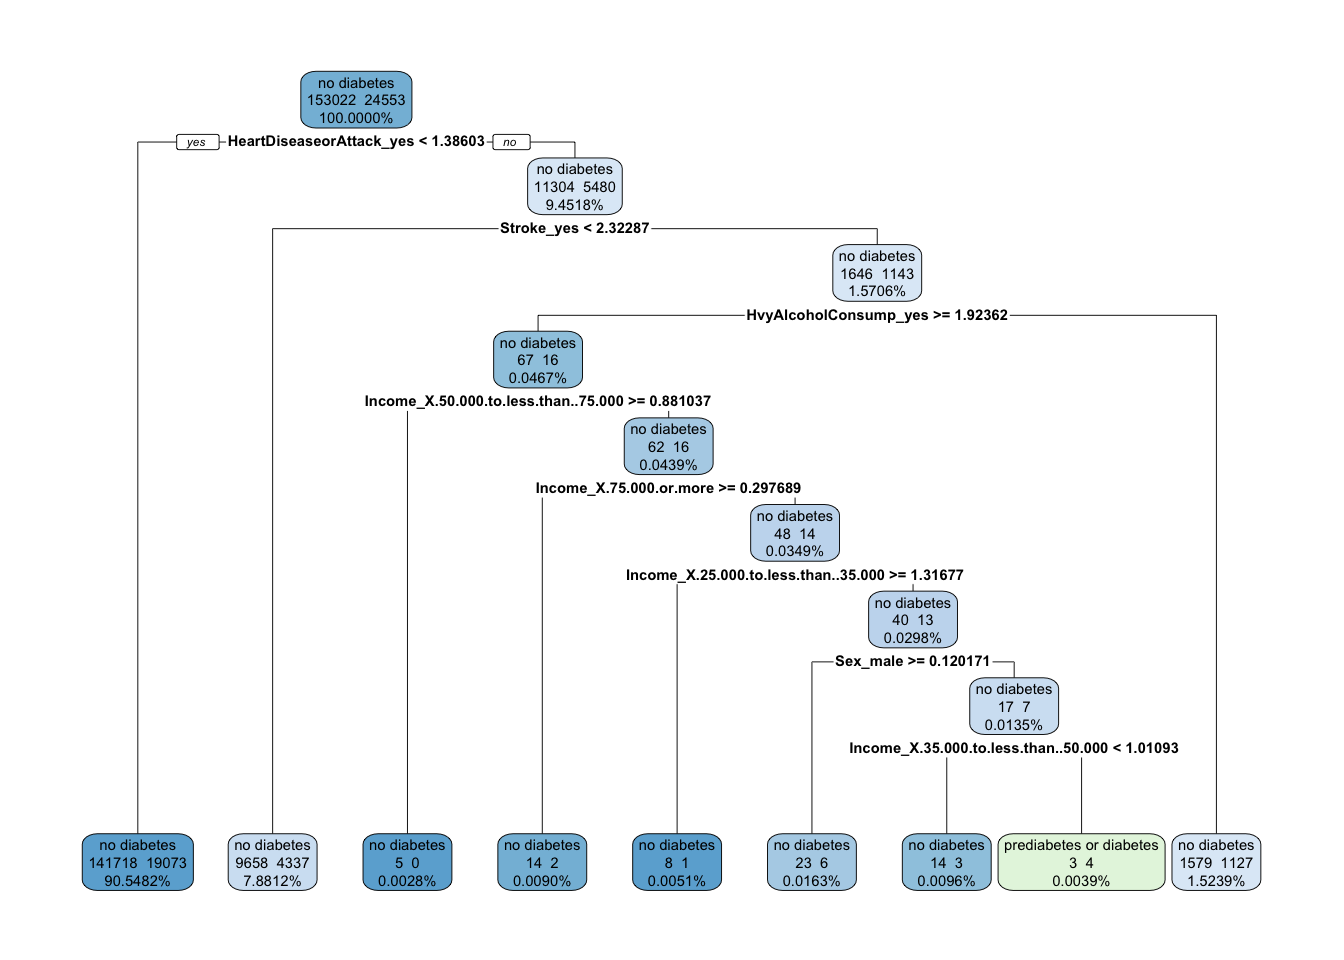 no diabetes
153022 24553
100.0000%
yes
HeartDiseaseorAttack_yes < 1.38603
no
no diabetes
11304 5480
9.4518%
Stroke_yes < 2.32287
no diabetes
1646 1143
1.5706%
HvyAlcoholConsump_yes >= 1.92362
no diabetes
67 16
0.0467%
Income_X.50.000.to.less.than..75.000 >= 0.881037
no diabetes
62 16
0.0439%
Income_X.75.000.or.more >= 0.297689
no diabetes
48 14
0.0349%
Income_X.25.000.to.less.than..35.000 >= 1.31677
no diabetes
40 13
0.0298%
Sex_male >= 0.120171
no diabetes
17 7
0.0135%
Income_X.35.000.to.less.than..50.000 < 1.01093
no diabetes
141718 19073
90.5482%
no diabetes
9658 4337
7.8812%
no diabetes
5 0
0.0028%
no diabetes
14 2
0.0090%
no diabetes
8 1
0.0051%
no diabetes
23 6
0.0163%
no diabetes
14 3
0.0096%
prediabetes or diabetes
3 4
0.0039%
no diabetes
1579 1127
1.5239%